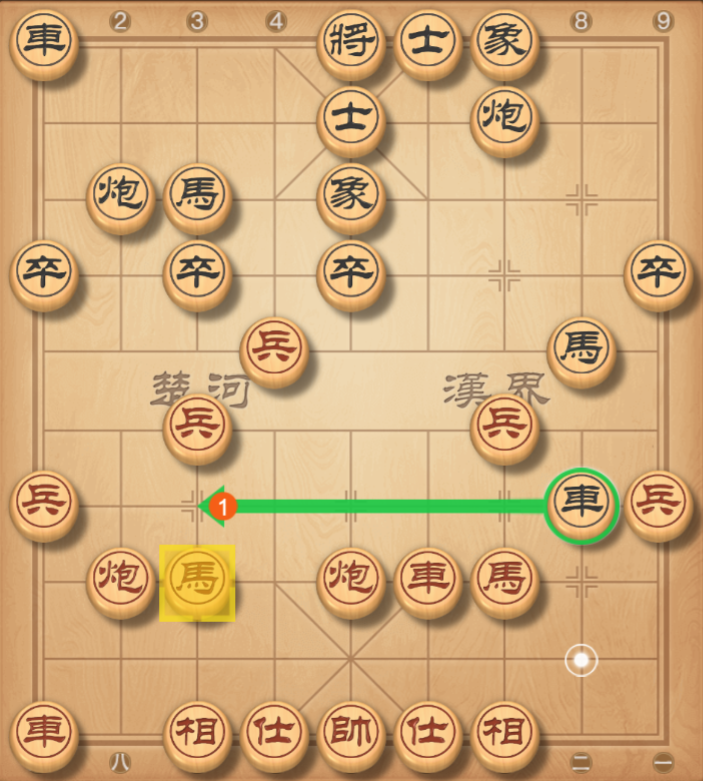 2 3 4 8 9
車 將 士 象
士 炮
炮 馬 象
卒 卒 卒 卒
兵 馬
楚河 漢界
兵 兵
兵 1 車 兵
炮 馬 炮 車 馬
車 相 仕 帥 仕 相
八 二 一